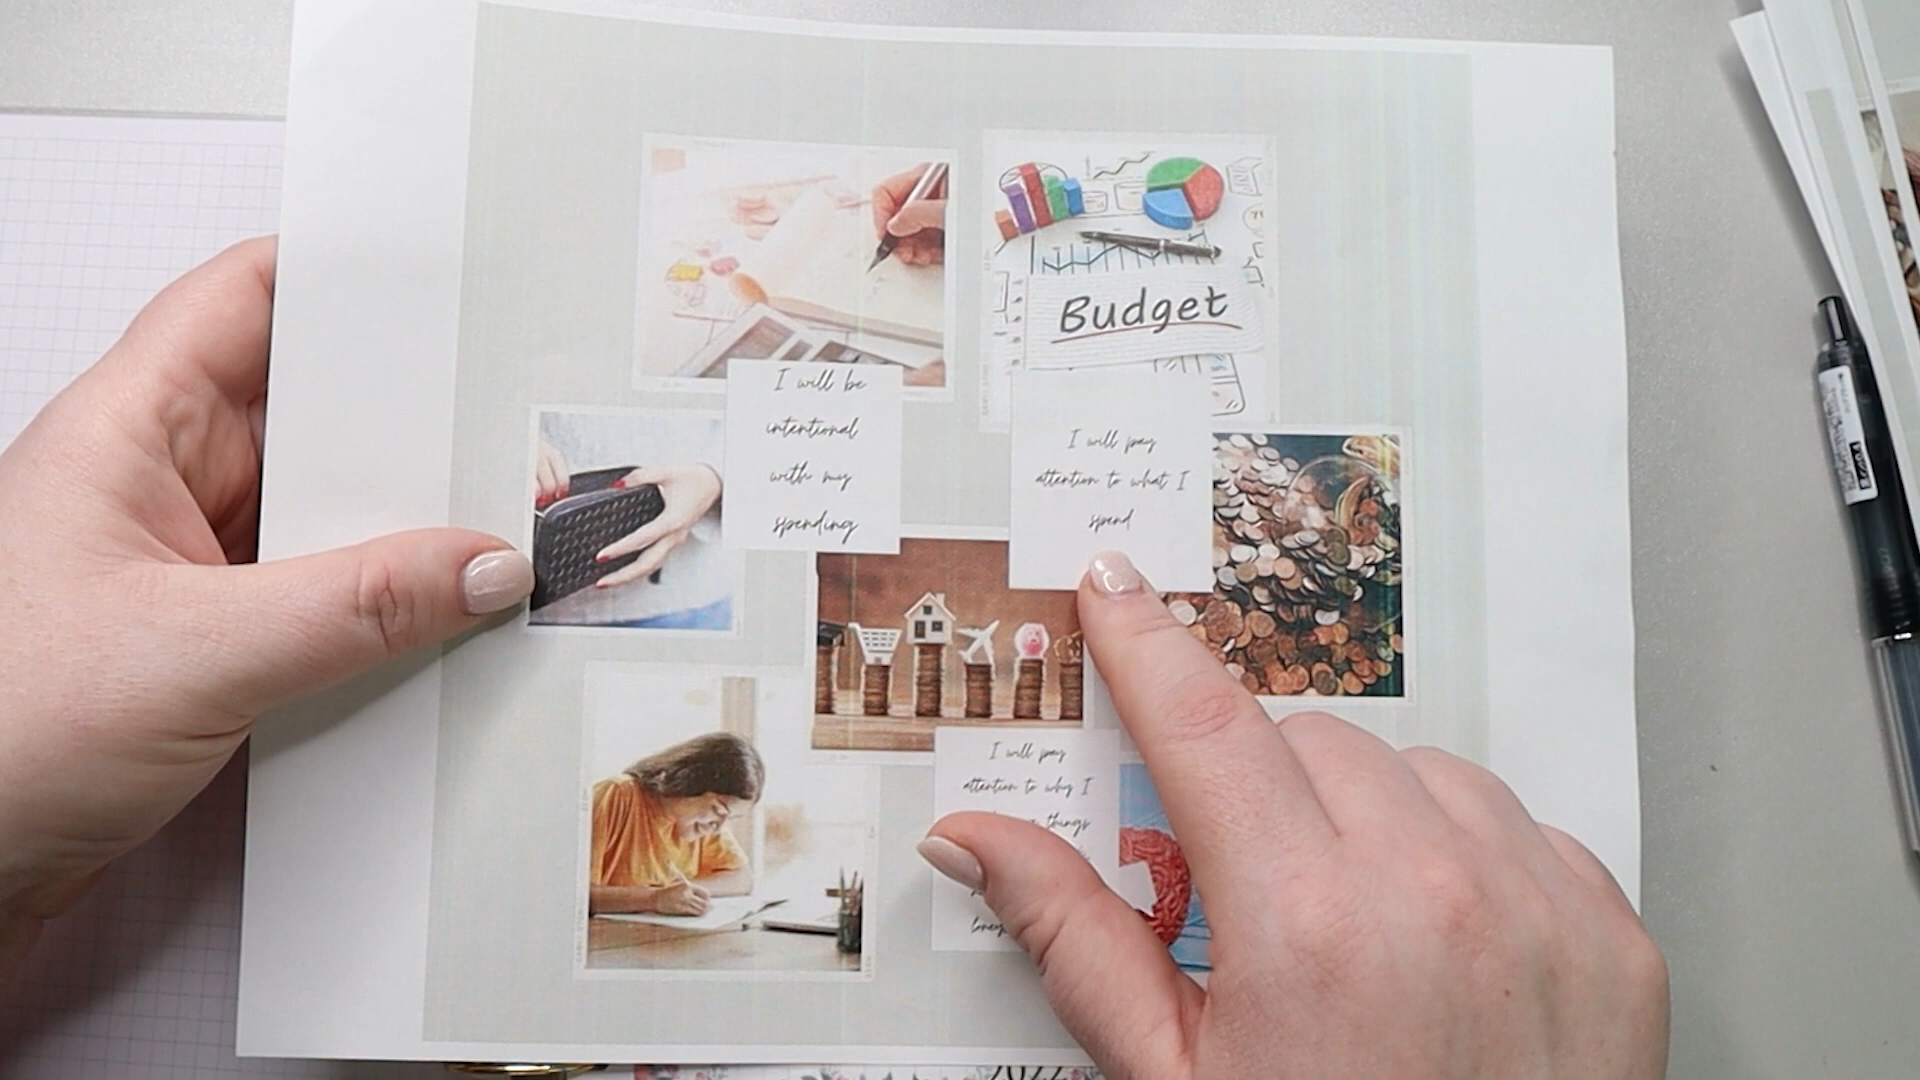 Budget
I will be
intentional
with my
spending
I will pay
attention to what I
spend
I will pay
attention to why I
things
2022